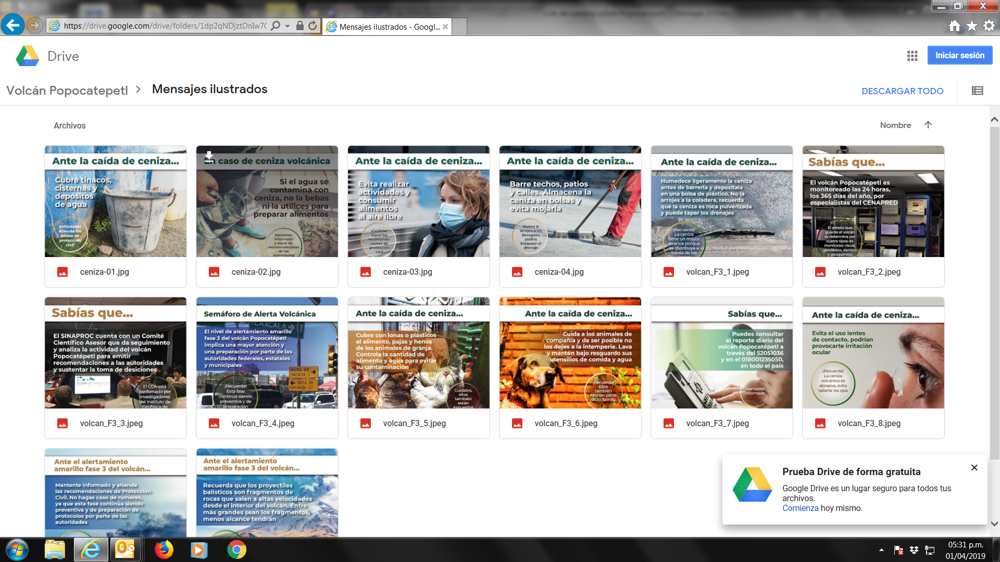 https://drive.google.com/drive/folders/1dp2qNDjztDnIw7(
Mensajes ilustrados - Googl...
Drive
Iniciar sesión
Volcán Popocatepetl > Mensajes ilustrados
DESCARGAR TODO
Archivos
Nombre
Ante la caída de ceniza...
Cubre tinacos,
cisternas y
depósitos
de agua
¡Infórmate!
Atiende los
avisos de
protección
civil
ceniza-01.jpg
En caso de ceniza volcánica
Si el agua se
contamina con
ceniza, no la bebas
ni la utilices para
preparar alimentos
Mantente
informado
y sigue las
recomendaciones
de las
autoridades
ceniza-02.jpg
Ante la caída de ceniza...
Evita realizar
actividades y
consumir
alimentos
al aire libre
¡Cuídate!
Sigue las
recomenda-
ciones de
protección
civil
ceniza-03.jpg
Ante la caída de ceniza...
Barre techos, patios
y calles. Almacena la
ceniza en bolsas y
evita mojarla
Nunca la
arrojes a los
desagües,
podría
bloquear el
drenaje
ceniza-04.jpg
Ante la caída de ceniza...
Humedece ligeramente la ceniza
antes de barrerla y deposítala
en una bolsa de plástico. No la
arrojes a la coladera, recuerda
que la ceniza es roca pulverizada
y puede tapar los drenajes
¡Recuerda!
La ceniza
tiene un mayor
alcance porque
se distribuye a
través de los
volcan_F3_1.jpeg
Sabías que...
El volcán Popocatépetl es
monitoreado las 24 horas,
los 365 días del año, por
especialistas del CENAPRED
El estado que
guarda el volcán
se determina por
cuatro tipos de
monitoreo: visual,
geodésico, sísmico
y geoquímico
volcan_F3_2.jpeg
Sabías que...
El SINAPROC cuenta con un Comité
Científico Asesor que da seguimiento
y analiza la actividad del volcán
Popocatépetl para emitir
recomendaciones a las autoridades
y sustentar la toma de desiciones
El CCA está
conformado por
investigadores
del Instituto de
Geofísica de
volcan_F3_3.jpeg
Semáforo de Alerta Volcánica
El nivel de alertamiento amarillo
fase 3 del volcán Popocatépetl
implica una mayor atención y
una preparación por parte de las
autoridades federales, estatales
y municipales
RUTA DE
EVACUACION
RUTA DE
EVACUACION
¡Recuerda!
Esta fase
continúa siendo
preventiva y de
preparación
volcan_F3_4.jpeg
Ante la caída de ceniza...
Cubre con lonas o plásticos
el alimento, pajas y henos
de los animales de granja.
Controla la cantidad de
alimento y agua para evitar
su contaminación
Cuídalos,
ellos
también
están
expuestos
volcan_F3_5.jpeg
Ante la caída de ceniza...
Cuida a los animales de
compañía y de ser posible no
los dejes a la intemperie. Lava
y mantén bajo resguardo sus
utensilios de comida y agua
¡Recuerda!
Ellos
también
forman parte
de tu familia
volcan_F3_6.jpeg
Sabías que...
Puedes consultar
el reporte diario del
volcán Popocatépetl a
través del 52051036
y en el 018001235050,
en todo el país
Mantente
informado
volcan_F3_7.jpeg
Ante la caída de ceniza...
Evita el uso lentes
de contacto, podrían
provocarte irritación
ocular
¡Recuerda!
La ceniza
volcánica es
abrasiva, evita
tallarte los ojos
volcan_F3_8.jpeg
Ante el alertamiento
amarillo fase 3 del volcán...
Mantente informado y atiende
las recomendaciones de Protección
Civil. No hagas caso de rumores,
ya que esta fase continúa siendo
preventiva y de preparación de
protocolos por parte de las
autoridades
Ante el alertamiento
amarillo fase 3 del volcán...
Recuerda que los proyectiles
balísticos son fragmentos de
rocas que salen a altas velocidades
desde el interior del volcán. Entre
más grandes sean los fragmentos,
menos alcance tendrán
Prueba Drive de forma gratuita
Google Drive es un lugar seguro para todos tus
archivos.
Comienza hoy mismo.
05:31 p.m.
01/04/2019